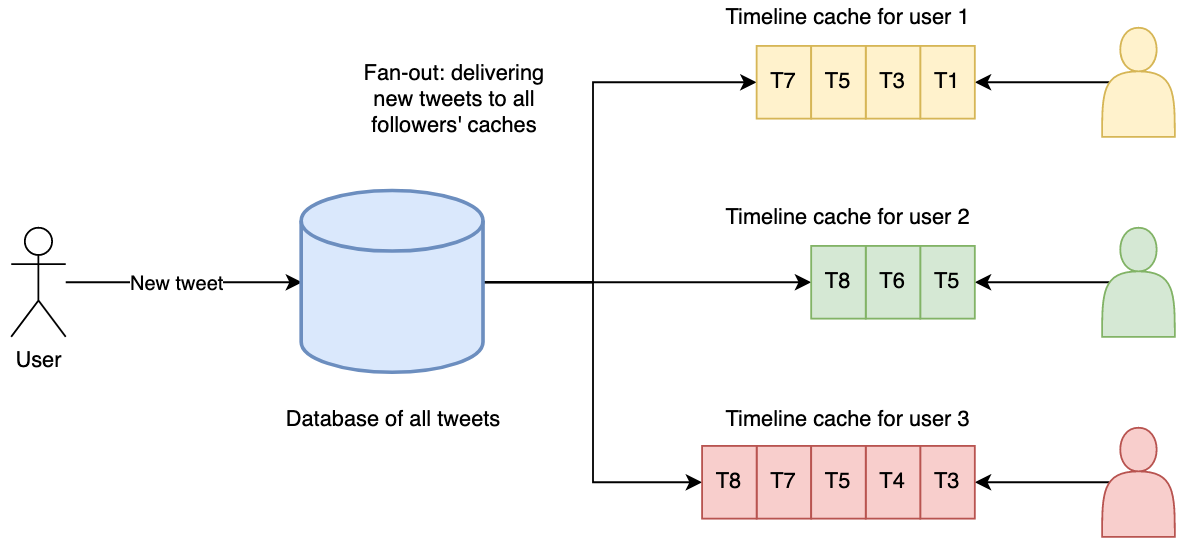 Timeline cache for user 1
Fan-out: delivering
new tweets to all
followers' caches
T7 T5 T3 T1
Timeline cache for user 2
New tweet
T8 T6 T5
User
Database of all tweets
Timeline cache for user 3
T8 T7 T5 T4 T3